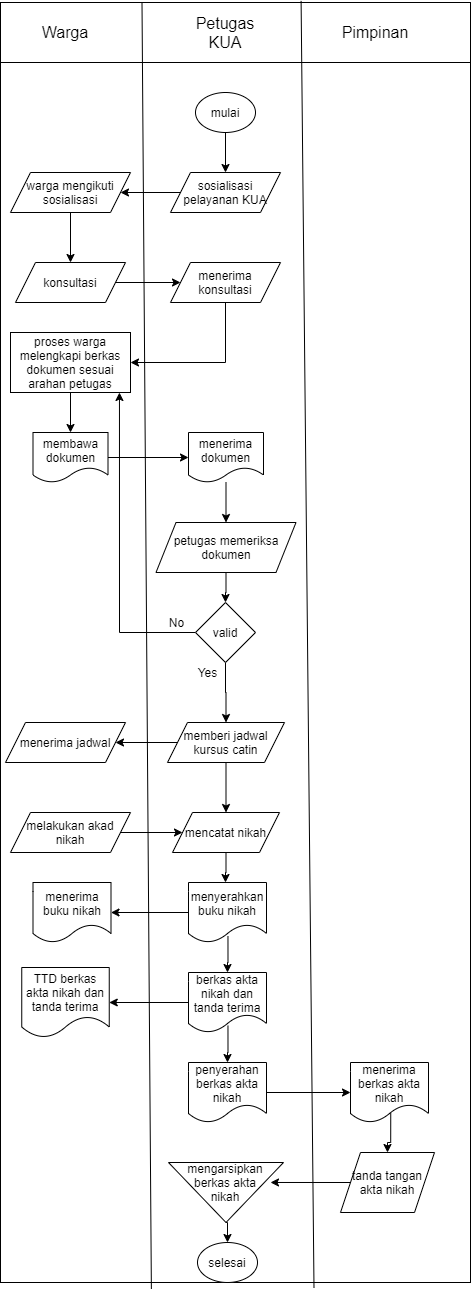 Warga
Petugas
KUA
Pimpinan
mulai
warga mengikuti
sosialisasi
sosialisasi
pelayanan KUA
konsultasi
menerima
konsultasi
proses warga
melengkapi berkas
dokumen sesuai
arahan petugas
membawa
dokumen
menerima
dokumen
petugas memeriksa
dokumen
No
valid
Yes
menerima jadwal
memberi jadwal
kursus catin
melakukan akad
nikah
mencatat nikah
menerima
buku nikah
menyerahkan
buku nikah
TTD berkas
akta nikah dan
tanda terima
berkas akta
nikah dan
tanda terima
penyerahan
berkas akta
nikah
menerima
berkas akta
nikah
mengarsipkan
berkas akta
nikah
tanda tangan
akta nikah
selesai